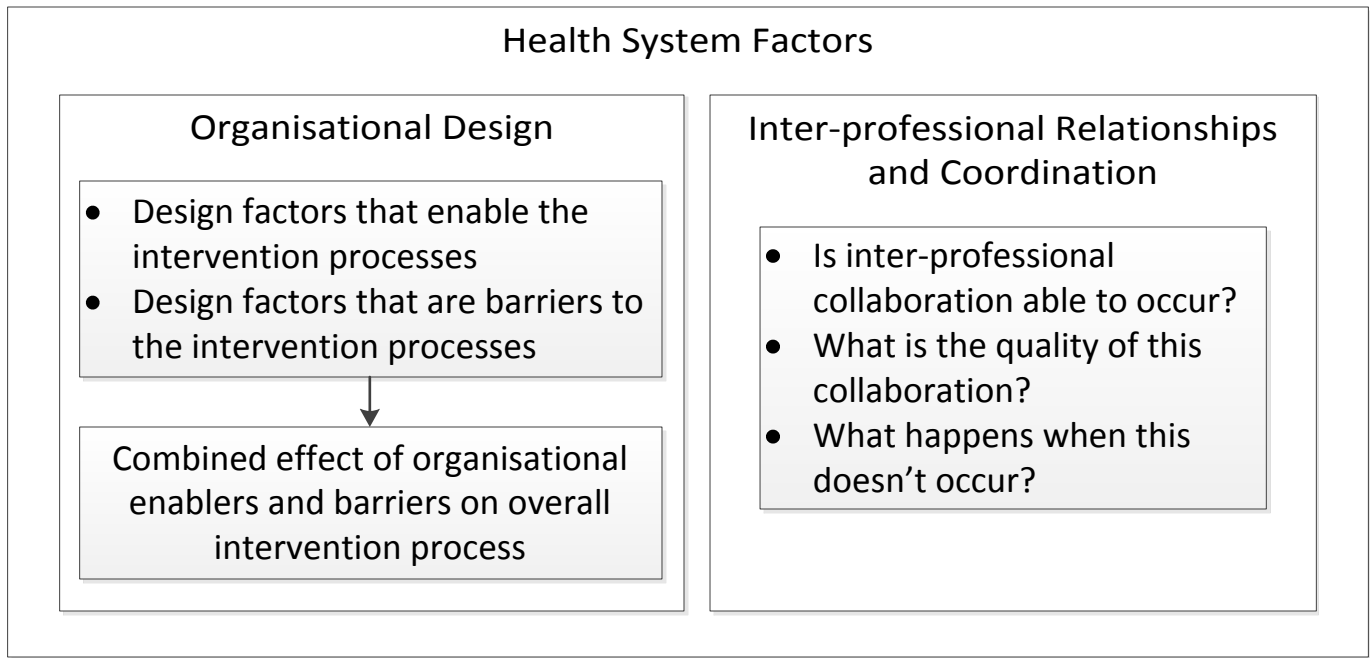 Health System Factors
Organisational Design
● Design factors that enable the
intervention processes
● Design factors that are barriers to
the intervention processes
Combined effect of organisational
enablers and barriers on overall
intervention process
Inter-professional Relationships
and Coordination
● Is inter-professional
collaboration able to occur?
● What is the quality of this
collaboration?
● What happens when this
doesn’t occur?